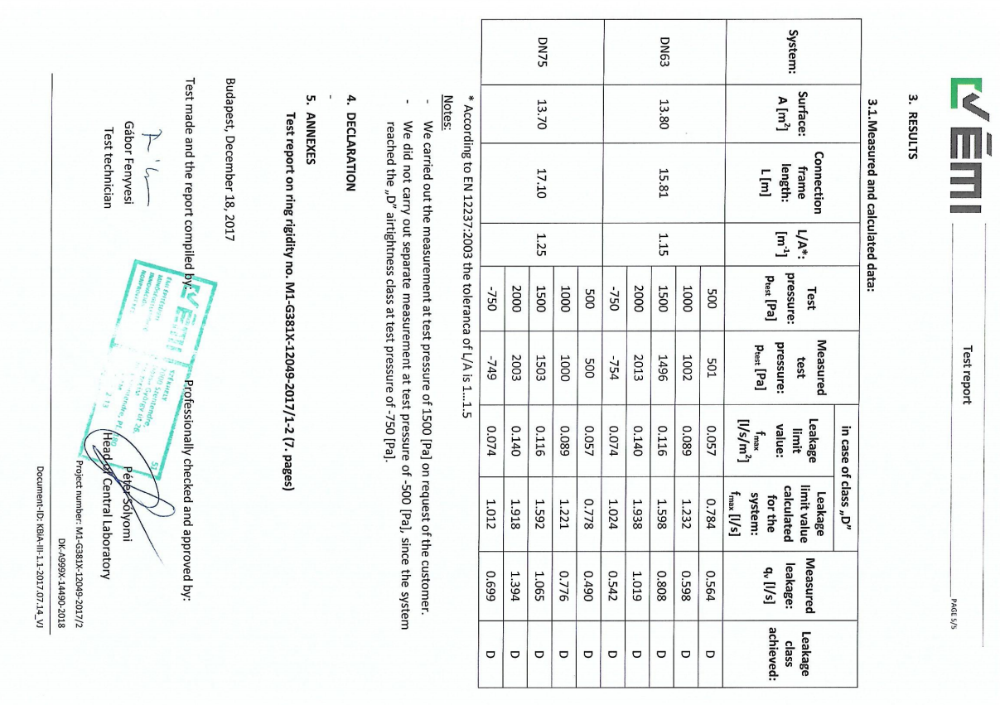 VÉMI
Test report
PAGE 5/5
3. RESULTS
3.1.Measured and calculated data:
System: | Surface: A [m²] | Connection frame length: L [m] | L/A*: [m⁻¹] | Test pressure: ptest [Pa] | Measured test pressure: ptest [Pa] | in case of class „D” Leakage limit value: fmax [l/s/m²] | Leakage limit value calculated for the system: fmax [l/s] | Measured leakage: qv [l/s] | Leakage class achieved:
DN63 | 13.80 | 15.81 | 1.15 | 500 | 501 | 0.057 | 0.784 | 0.564 | D
1000 | 1002 | 0.089 | 1.232 | 0.598 | D
1500 | 1496 | 0.116 | 1.598 | 0.808 | D
2000 | 2013 | 0.140 | 1.938 | 1.019 | D
-750 | -754 | 0.074 | 1.024 | 0.542 | D
DN75 | 13.70 | 17.10 | 1.25 | 500 | 500 | 0.057 | 0.778 | 0.490 | D
1000 | 1000 | 0.089 | 1.221 | 0.776 | D
1500 | 1503 | 0.116 | 1.592 | 1.065 | D
2000 | 2003 | 0.140 | 1.918 | 1.394 | D
-750 | -749 | 0.074 | 1.012 | 0.699 | D
* According to EN 12237:2003 the toleranca of L/A is 1...1.5
Notes:
- We carried out the measurement at test pressure of 1500 [Pa] on request of the customer.
- We did not carry out separate measurement at test pressure of -500 [Pa], since the system
reached the „D” airtightness class at test pressure of -750 [Pa].
4. DECLARATION
-
5. ANNEXES
Test report on ring rigidity no. M1-G381X-12049-2017/1-2 (7. pages)
Budapest, December 18, 2017
Test made and the report compiled by:
Professionally checked and approved by:
Gábor Fenyvesi
Test technician
Péter Sólyomi
Head of Central Laboratory
VÉMI
51
Project number: M1-G381X-12049-2017/2
DK-A999X-14490-2018
Document-ID: KBiA-III-1.1-2017.07.14_VJ